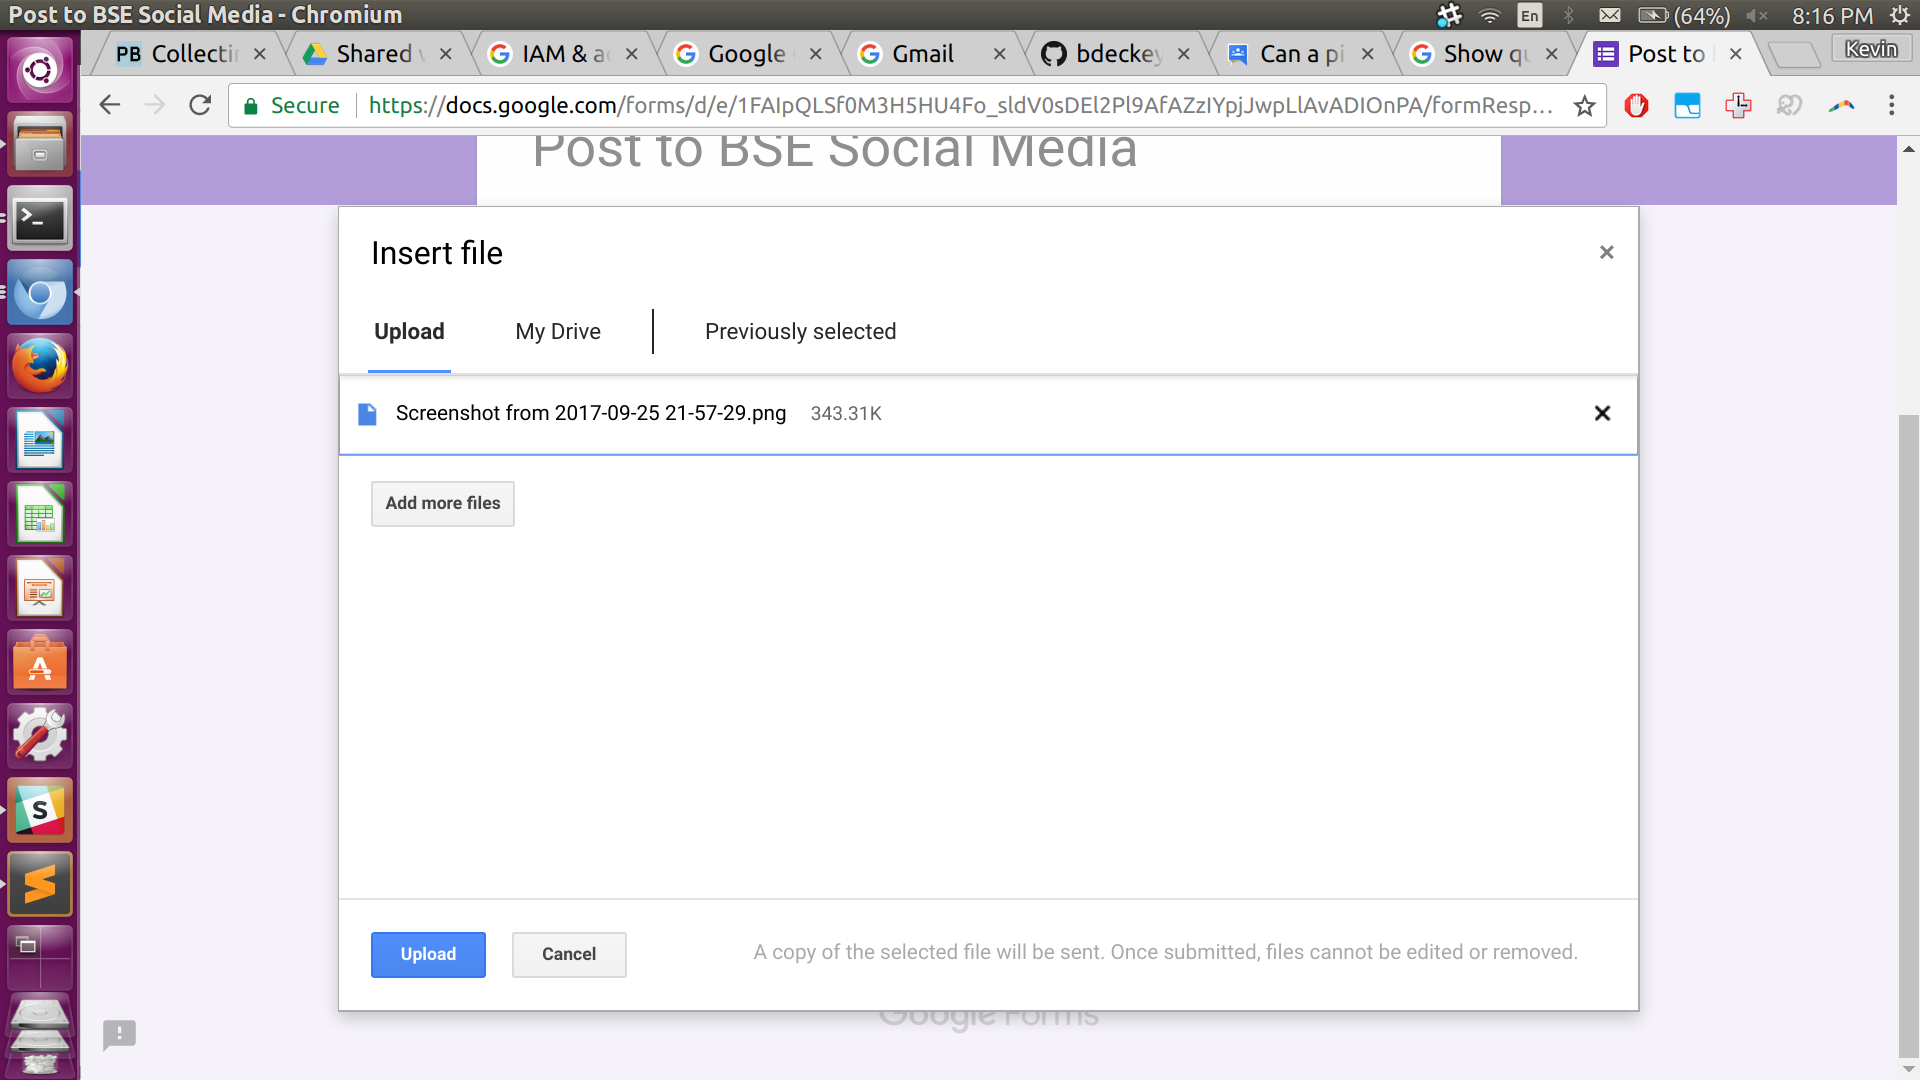 Post to BSE Social Media - Chromium
En
(64%)
8:16 PM
PB Collectin
Shared
IAM & a
Google
Gmail
bdeckey
Can a pi
Show qu
Post to
Kevin
Secure
https://docs.google.com/forms/d/e/1FAIpQLSf0M3H5HU4Fo_sldV0sDEl2Pl9AfAZzIYpjJwpLlAvADIOnPA/formResp...
Post to BSE Social Media
Insert file
Upload
My Drive
Previously selected
Screenshot from 2017-09-25 21-57-29.png 343.31K
Add more files
Upload
Cancel
A copy of the selected file will be sent. Once submitted, files cannot be edited or removed.
Google Forms